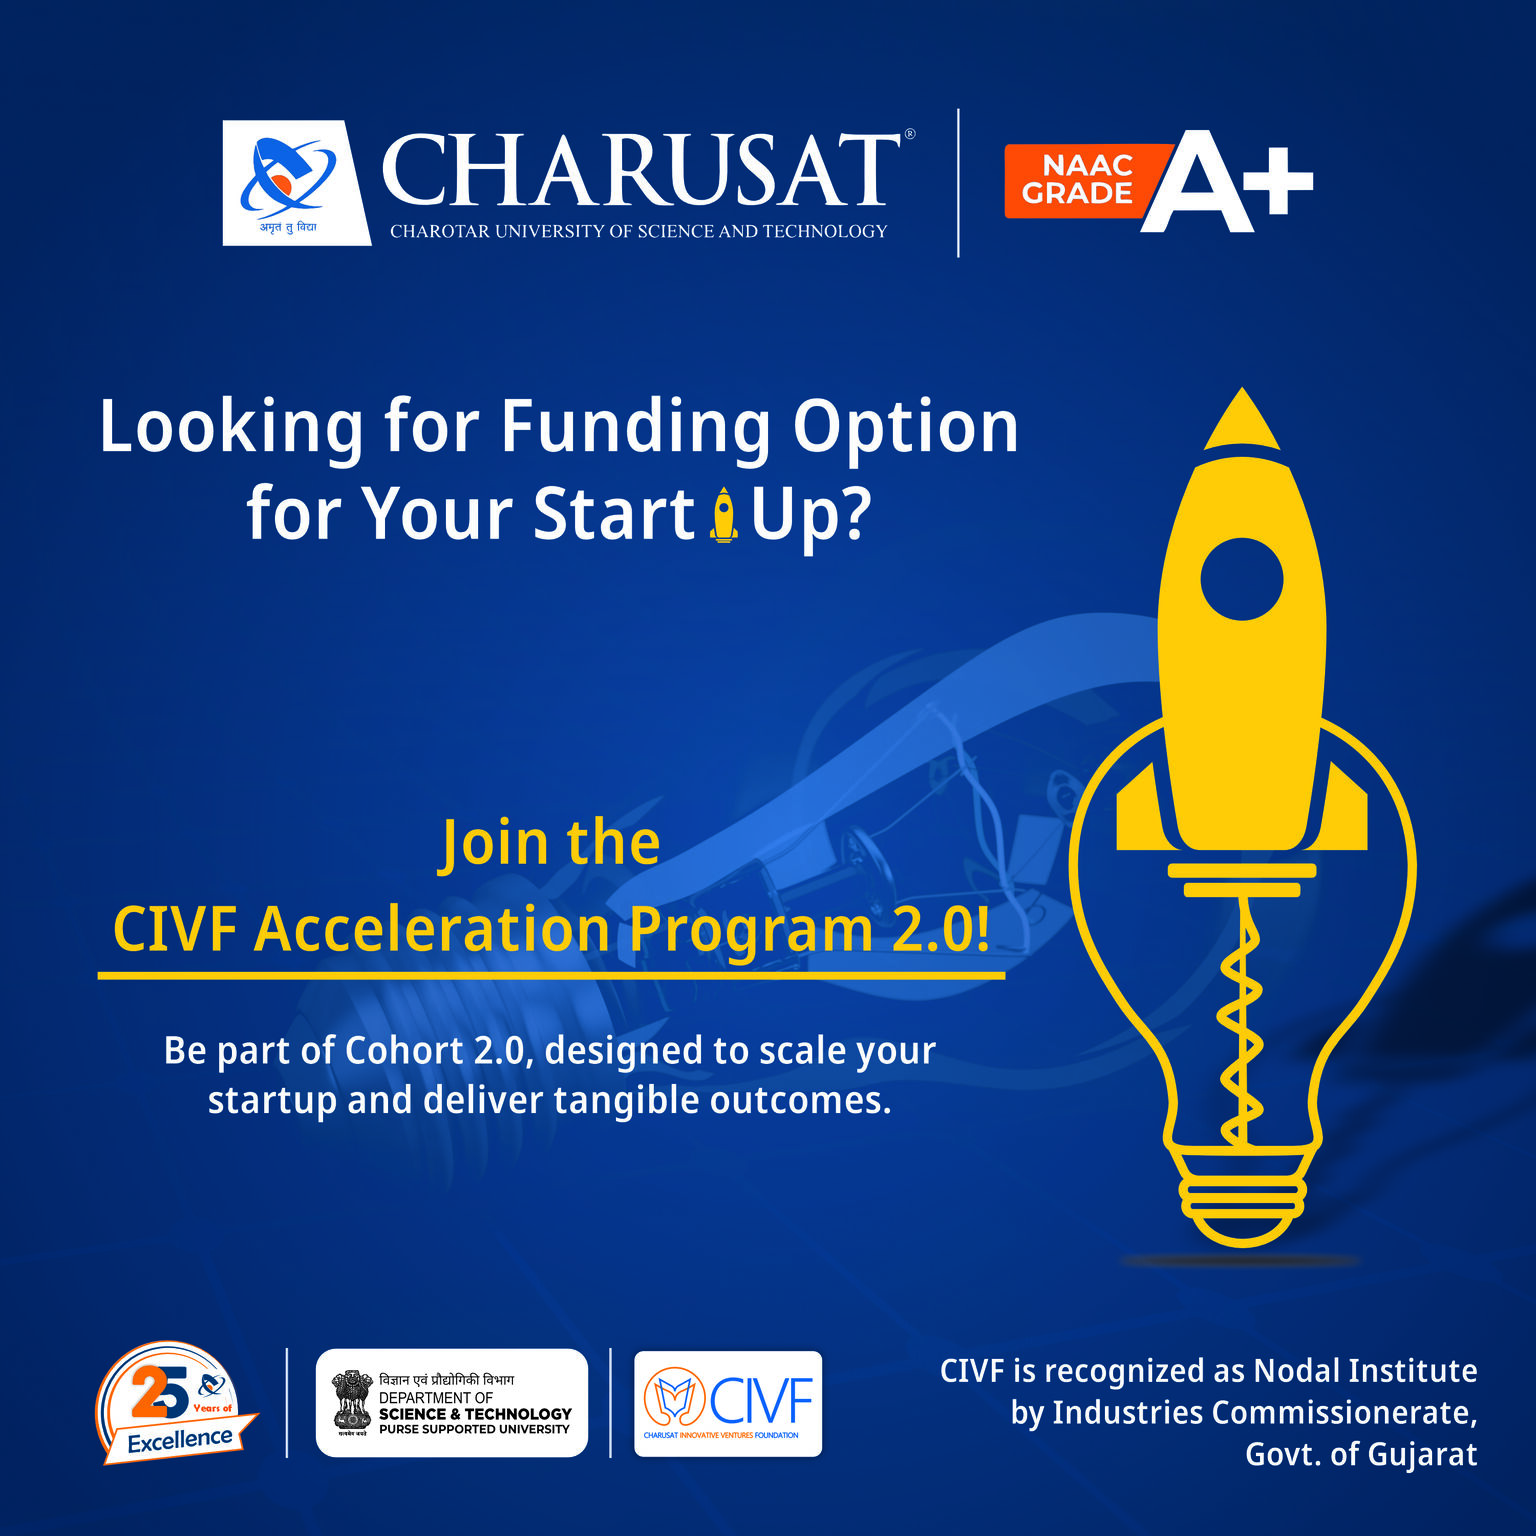 CHARUSAT®
CHAROTAR UNIVERSITY OF SCIENCE AND TECHNOLOGY
अमृतं तु विद्या
NAAC
GRADE
A+
Looking for Funding Option
for Your Start Up?
Join the
CIVF Acceleration Program 2.0!
Be part of Cohort 2.0, designed to scale your
startup and deliver tangible outcomes.
25
Years of
Excellence
विज्ञान एवं प्रौद्योगिकी विभाग
DEPARTMENT OF
SCIENCE & TECHNOLOGY
PURSE SUPPORTED UNIVERSITY
सत्यमेव जयते
CIVF
CHARUSAT INNOVATIVE VENTURES FOUNDATION
CIVF is recognized as Nodal Institute
by Industries Commissionerate,
Govt. of Gujarat